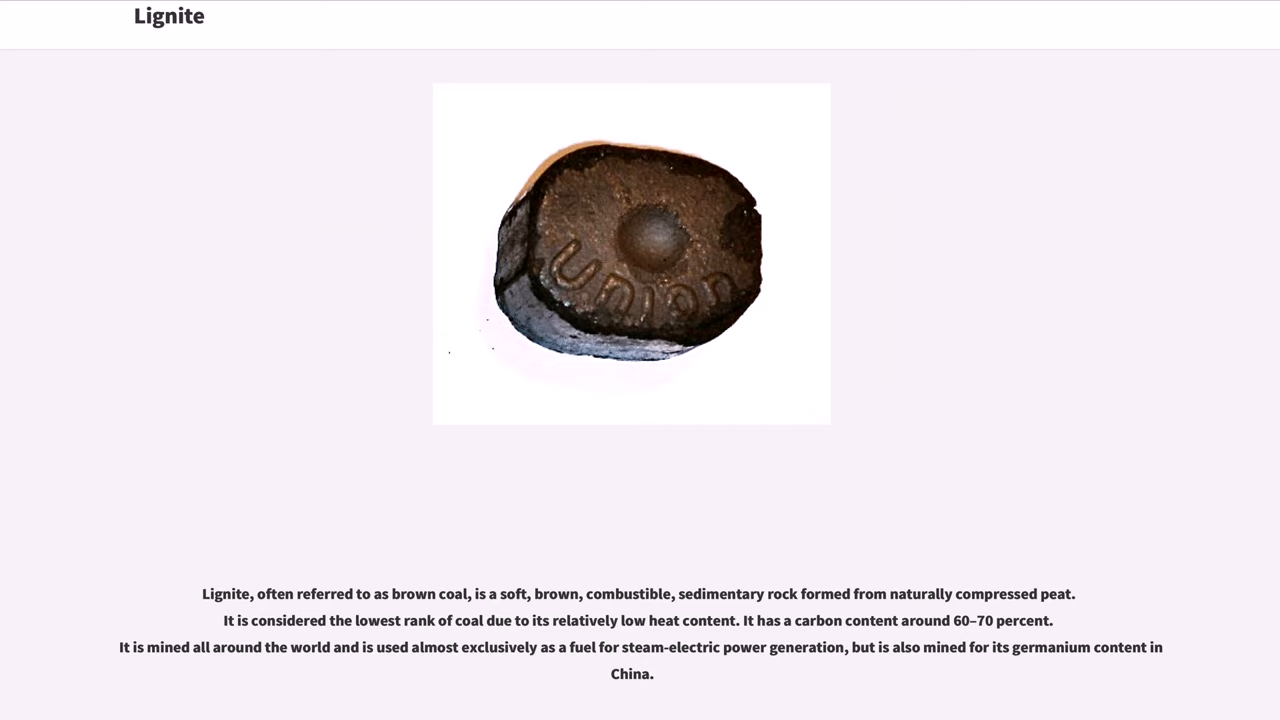 Lignite
union
Lignite, often referred to as brown coal, is a soft, brown, combustible, sedimentary rock formed from naturally compressed peat.
It is considered the lowest rank of coal due to its relatively low heat content. It has a carbon content around 60–70 percent.
It is mined all around the world and is used almost exclusively as a fuel for steam-electric power generation, but is also mined for its germanium content in
China.